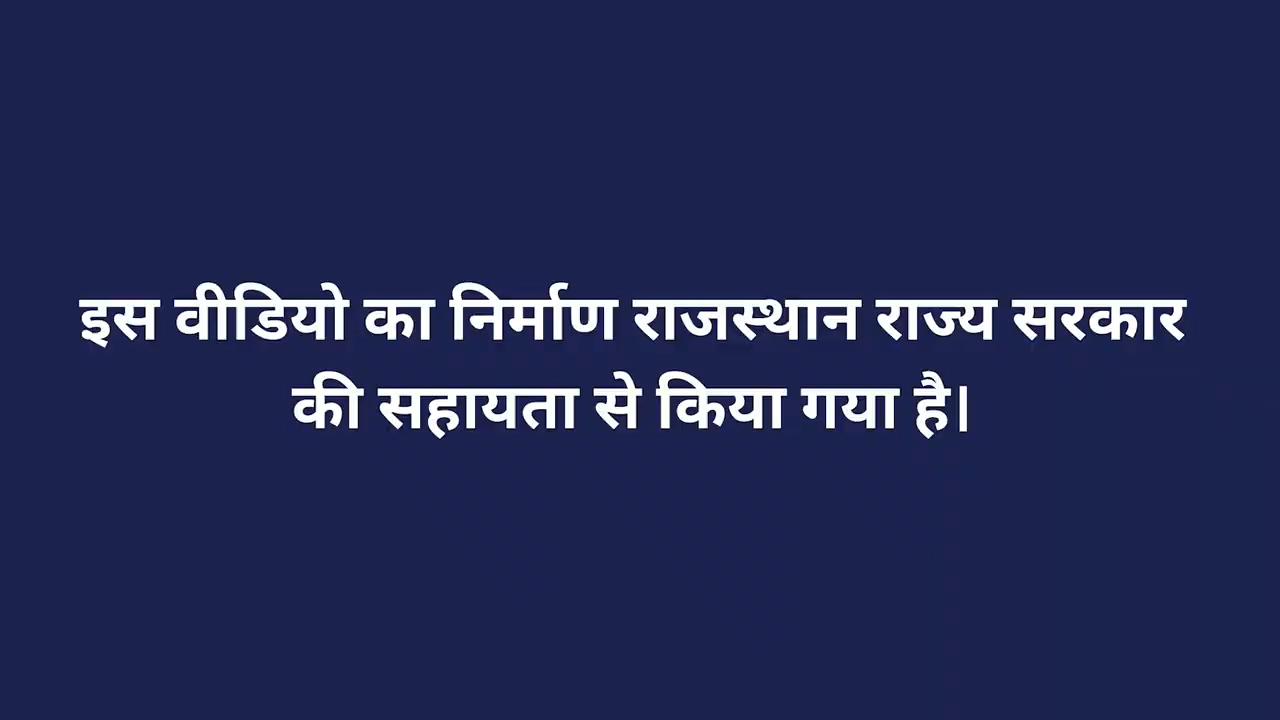 इस वीडियो का निर्माण राजस्थान राज्य सरकार
की सहायता से किया गया है।